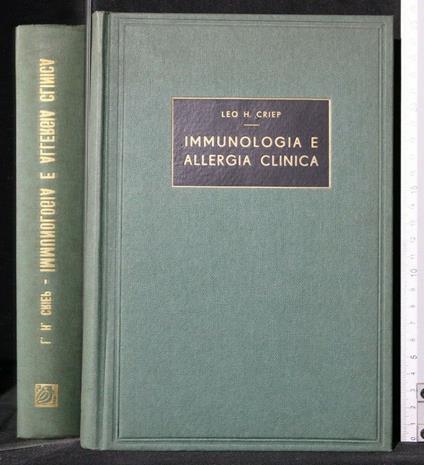 L. H. CRIEP - IMMUNOLOGIA E ALLERGIA CLINICA
LEO H. CRIEP
IMMUNOLOGIA E
ALLERGIA CLINICA